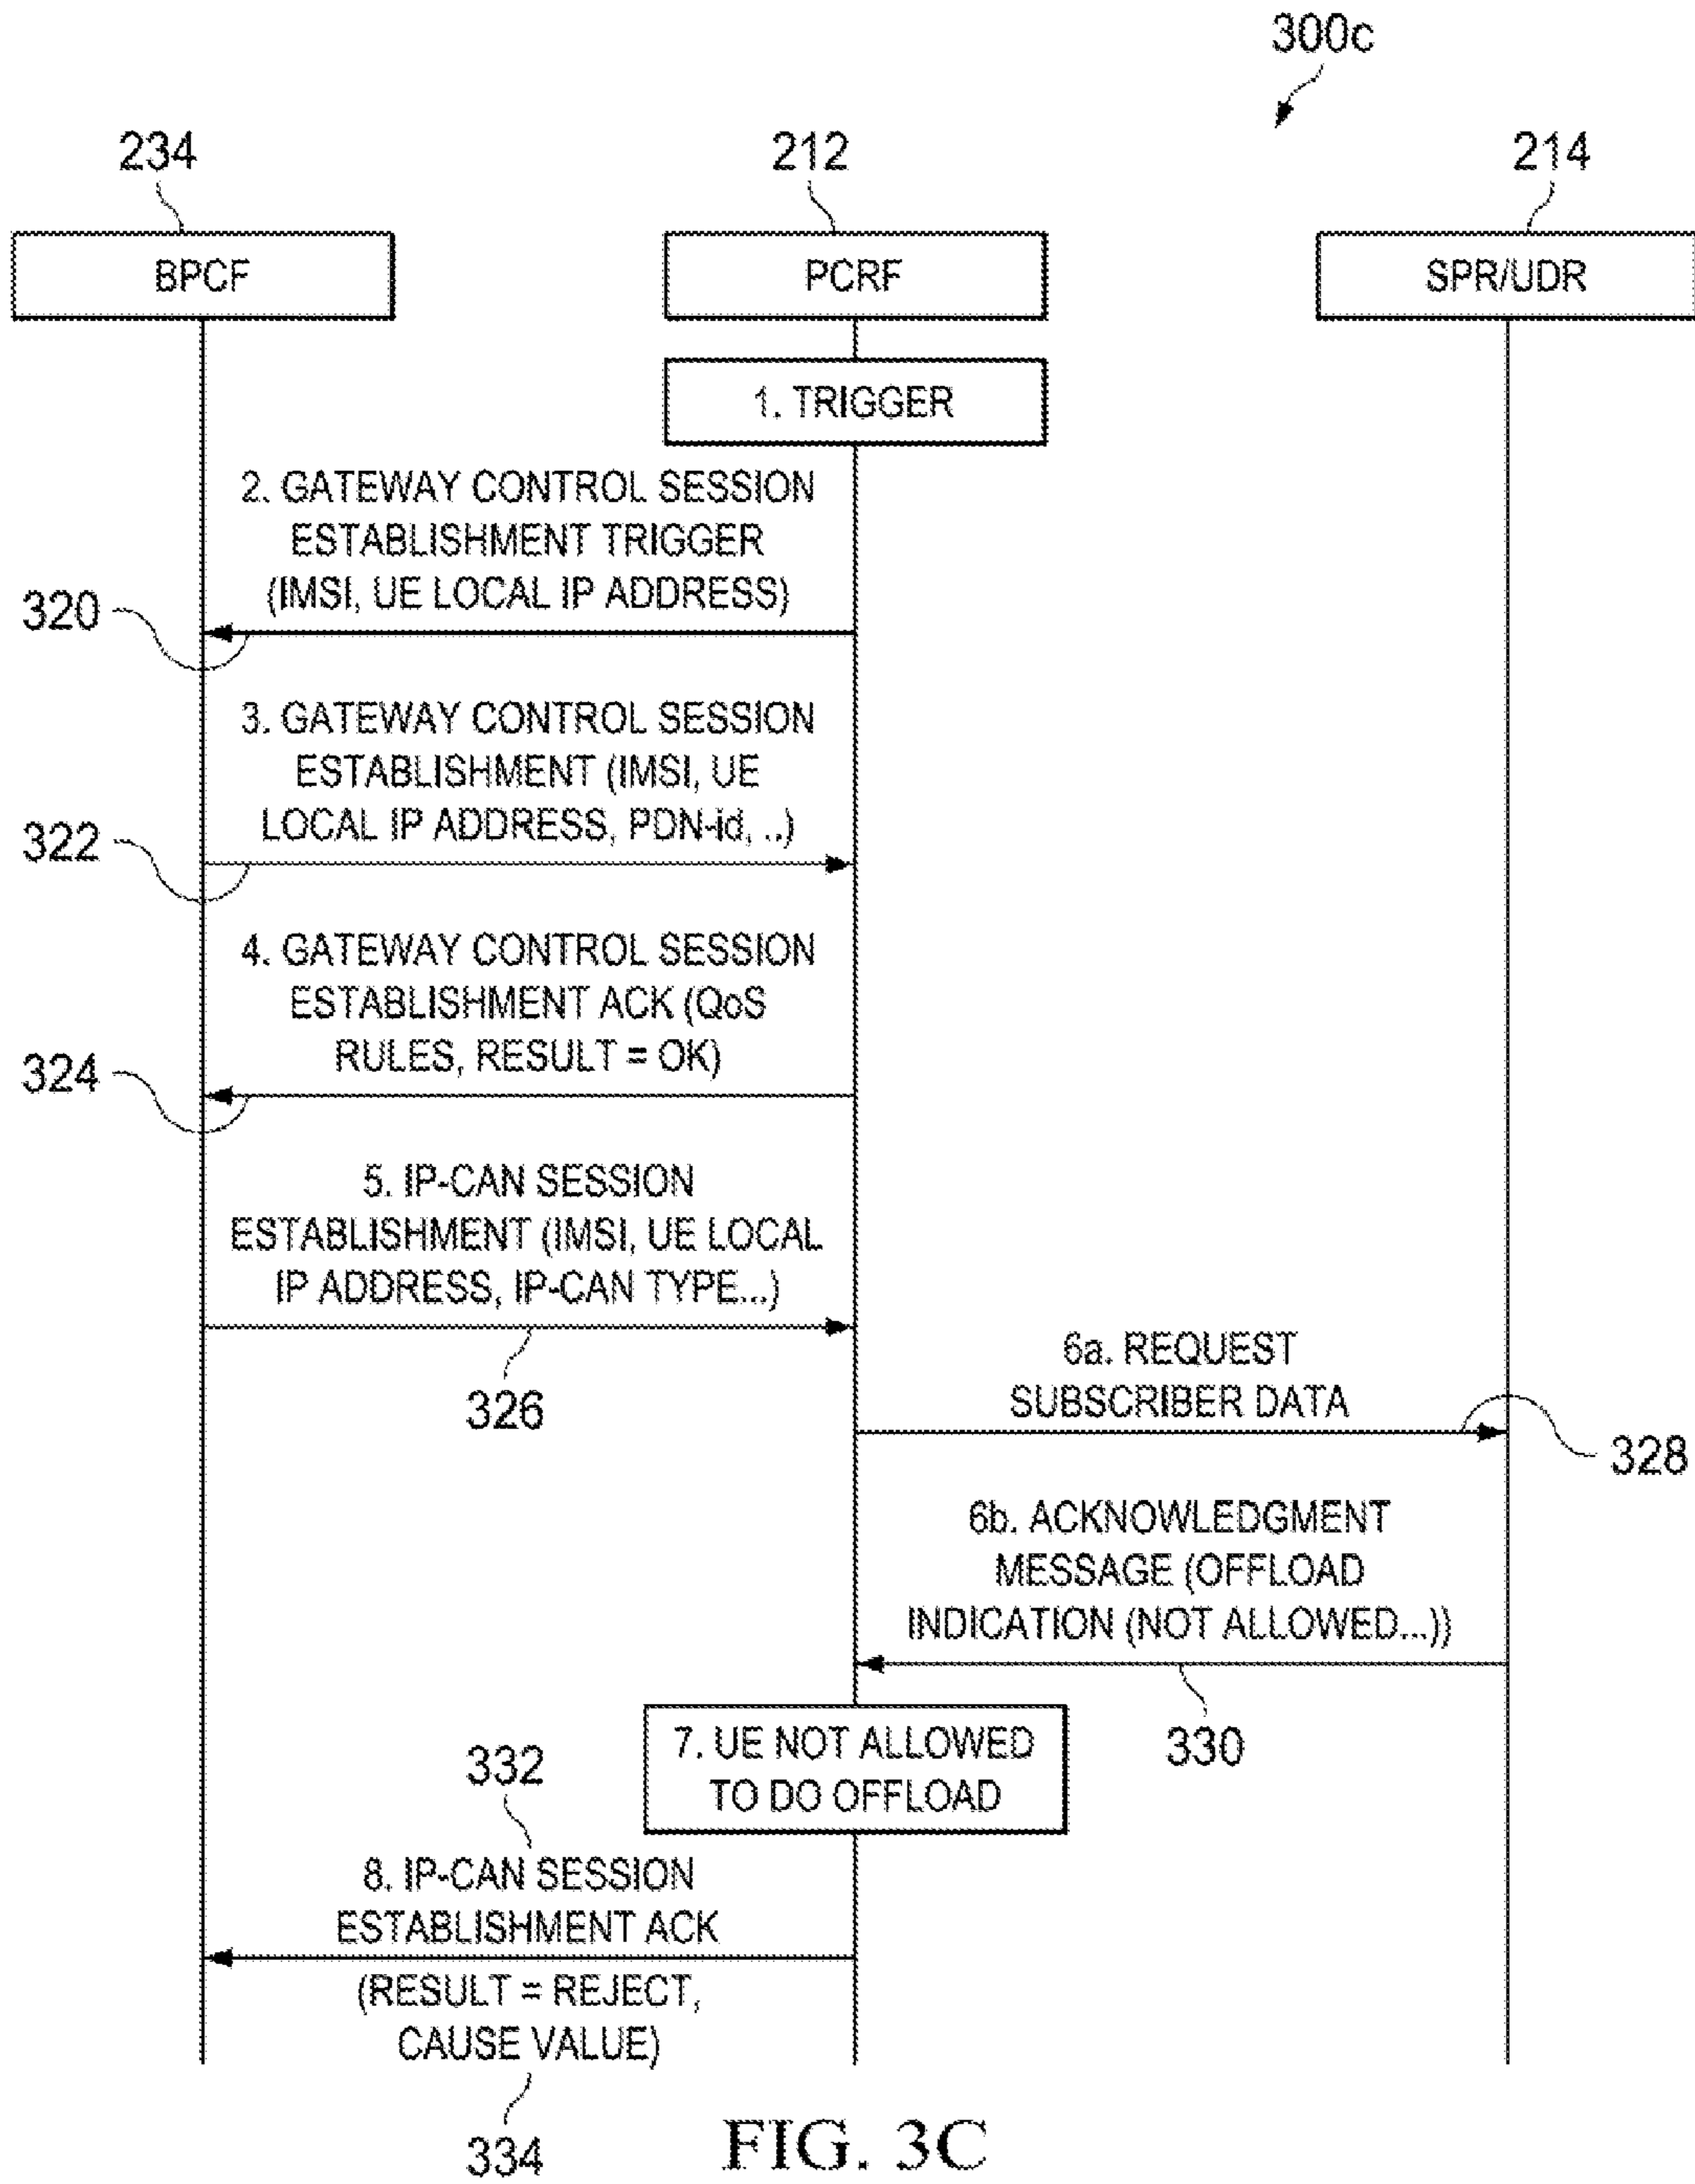 300c
234
212
214
BPCF
PCRF
SPR/UDR
1. TRIGGER
2. GATEWAY CONTROL SESSION
ESTABLISHMENT TRIGGER
(IMSI, UE LOCAL IP ADDRESS)
320
3. GATEWAY CONTROL SESSION
ESTABLISHMENT (IMSI, UE
LOCAL IP ADDRESS, PDN-id, ..)
322
4. GATEWAY CONTROL SESSION
ESTABLISHMENT ACK (QoS
RULES, RESULT = OK)
324
5. IP-CAN SESSION
ESTABLISHMENT (IMSI, UE LOCAL
IP ADDRESS, IP-CAN TYPE...)
326
6a. REQUEST
SUBSCRIBER DATA
328
6b. ACKNOWLEDGMENT
MESSAGE (OFFLOAD
INDICATION (NOT ALLOWED...))
330
7. UE NOT ALLOWED
TO DO OFFLOAD
332
8. IP-CAN SESSION
ESTABLISHMENT ACK
(RESULT = REJECT,
CAUSE VALUE)
334
FIG. 3C